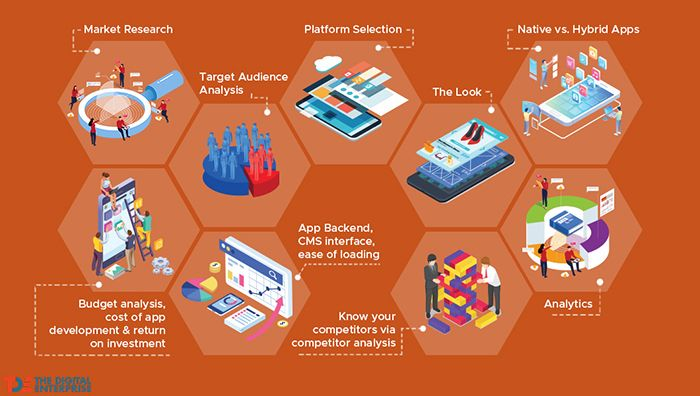 Market Research
Platform Selection
Native vs. Hybrid Apps
Target Audience
Analysis
The Look
App Backend,
CMS interface,
ease of loading
Budget analysis,
cost of app
development & return
on investment
Know your
competitors via
competitor analysis
Analytics
THE DIGITAL
ENTERPRISE